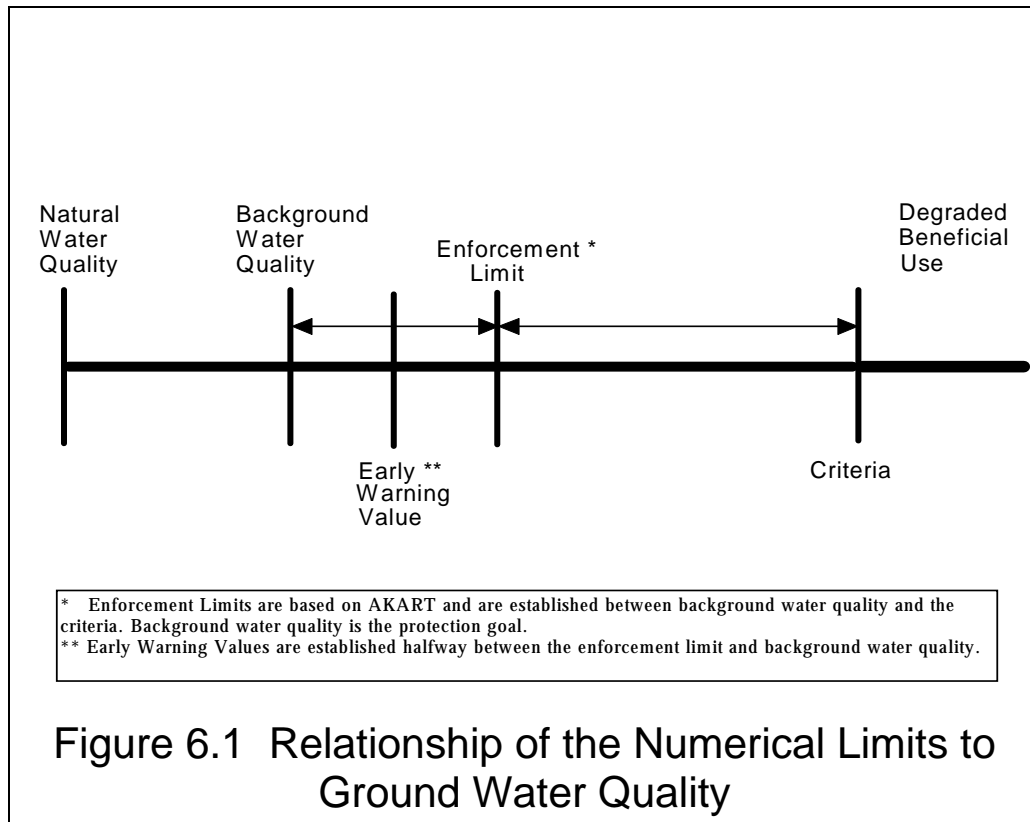 Natural
Water
Quality
Background
Water
Quality
Enforcement *
Limit
Degraded
Beneficial
Use
Early **
Warning
Value
Criteria
* Enforcement Limits are based on AKART and are established between background water quality and the
criteria. Background water quality is the protection goal.
** Early Warning Values are established halfway between the enforcement limit and background water quality.
Figure 6.1 Relationship of the Numerical Limits to
Ground Water Quality